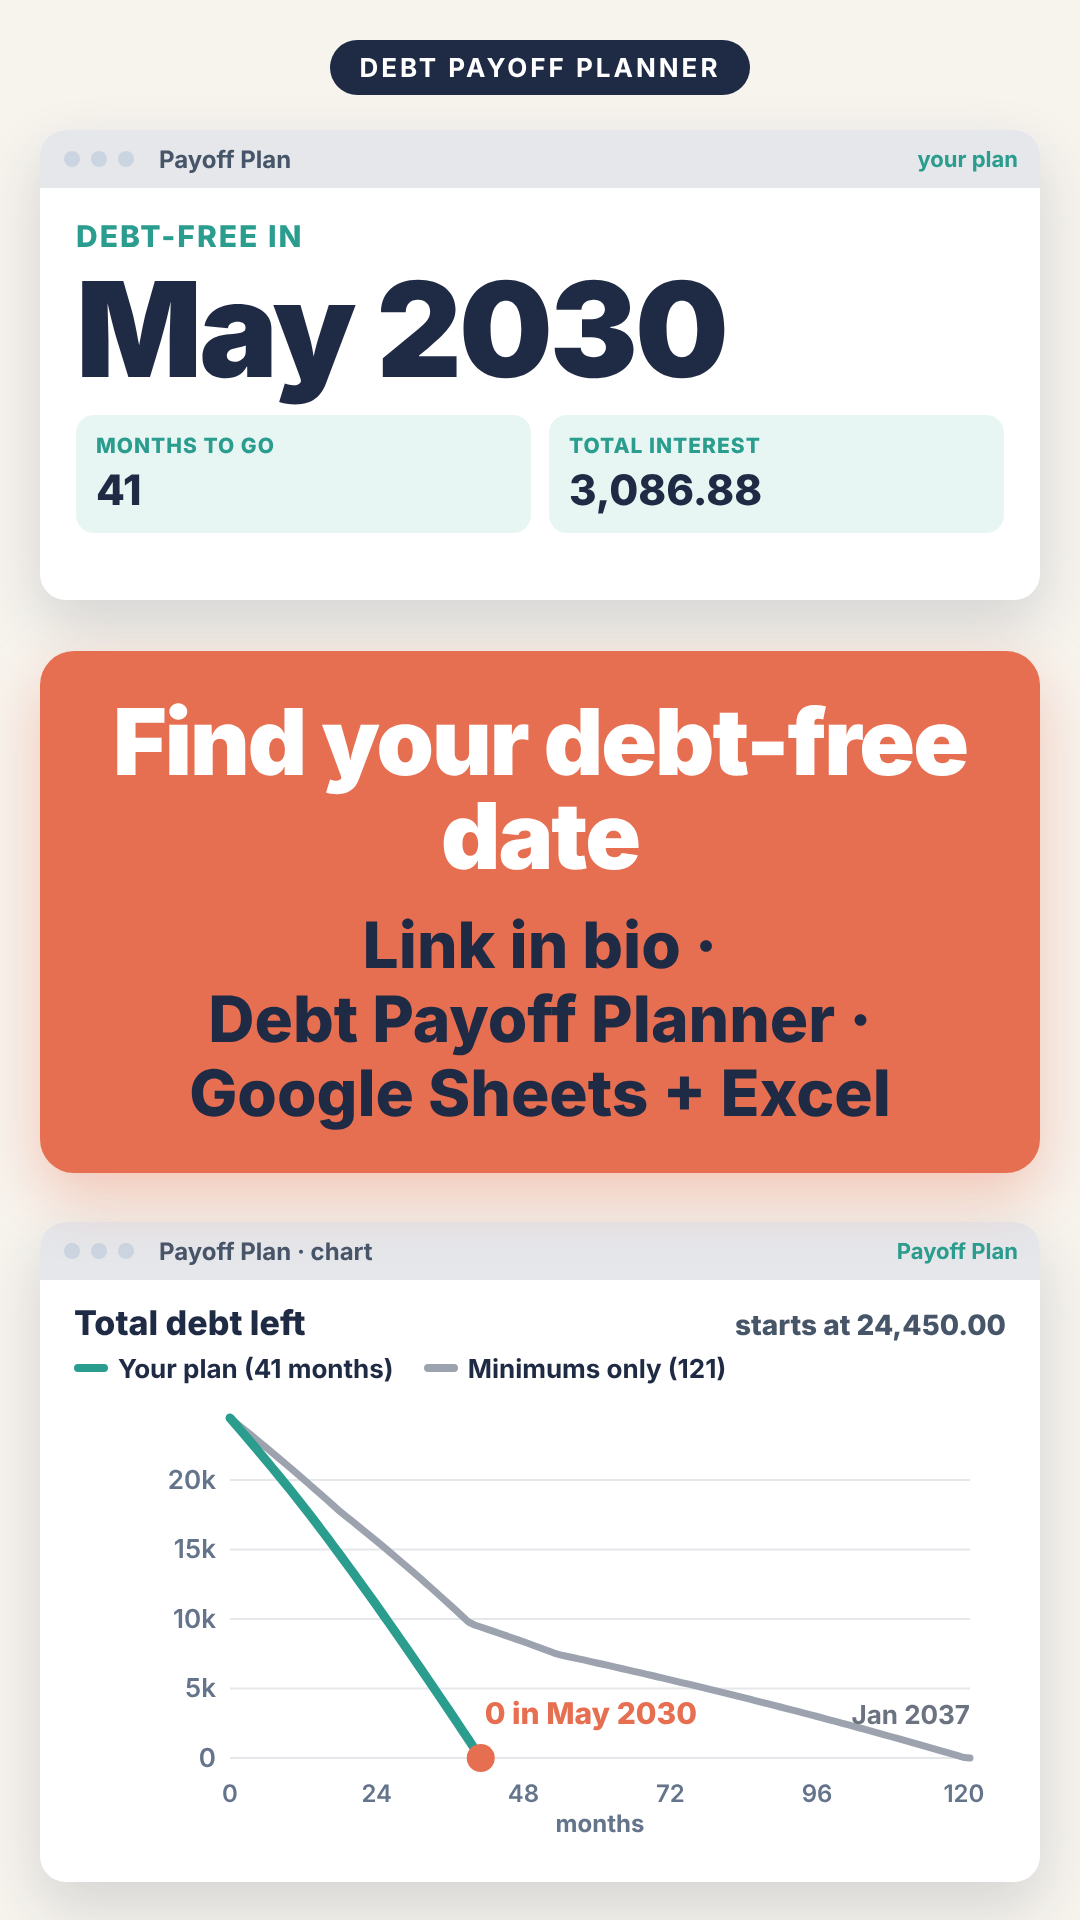 DEBT PAYOFF PLANNER
Payoff Plan
your plan
DEBT-FREE IN
May 2030
MONTHS TO GO
41
TOTAL INTEREST
3,086.88
Find your debt-free
date
Link in bio ·
Debt Payoff Planner ·
Google Sheets + Excel
Payoff Plan · chart
Payoff Plan
Total debt left
starts at 24,450.00
Your plan (41 months)
Minimums only (121)
20k
15k
10k
5k
0
0 in May 2030
Jan 2037
0 24 48 72 96 120
months